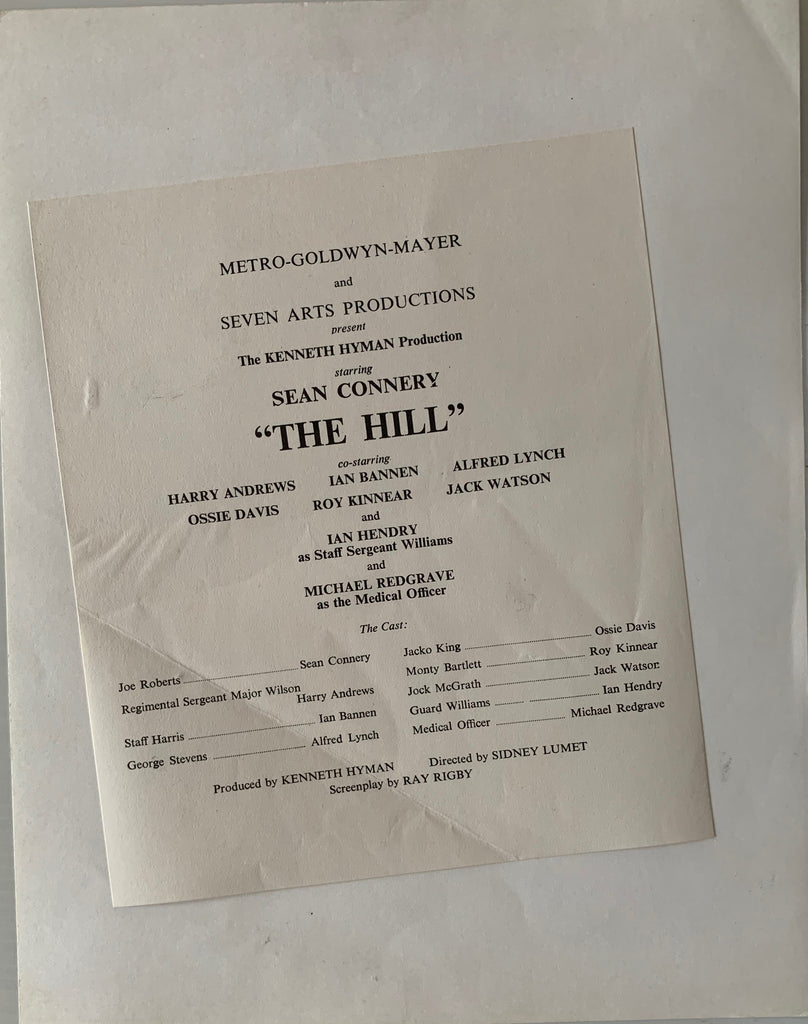 METRO-GOLDWYN-MAYER
and
SEVEN ARTS PRODUCTIONS
present
The KENNETH HYMAN Production
starring
SEAN CONNERY
“THE HILL”
co-starring
HARRY ANDREWS IAN BANNEN ALFRED LYNCH
OSSIE DAVIS ROY KINNEAR JACK WATSON
and
IAN HENDRY
as Staff Sergeant Williams
and
MICHAEL REDGRAVE
as the Medical Officer
The Cast:
Joe Roberts Sean Connery
Regimental Sergeant Major Wilson
Harry Andrews
Staff Harris Ian Bannen
George Stevens Alfred Lynch
Jacko King Ossie Davis
Monty Bartlett Roy Kinnear
Jock McGrath Jack Watson
Guard Williams Ian Hendry
Medical Officer Michael Redgrave
Produced by KENNETH HYMAN Directed by SIDNEY LUMET
Screenplay by RAY RIGBY